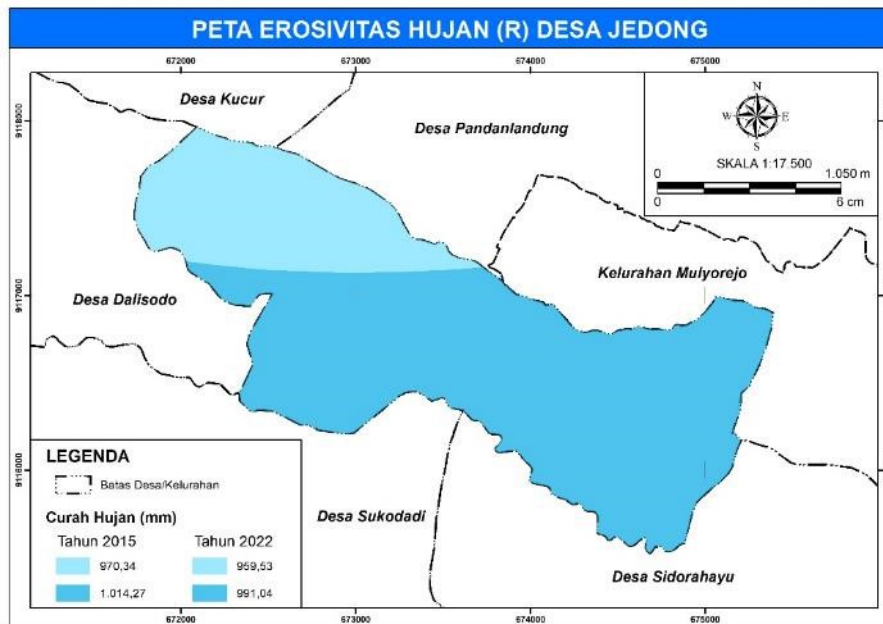 PETA EROSIVITAS HUJAN (R) DESA JEDONG
672000 673000 674000 675000
Desa Kucur
Desa Pandanlandung
N
W E
S
SKALA 1:17.500
0 1.050 m
0 6 cm
9118000
9118000
Kelurahan Mulyorejo
Desa Dalisodo
9117000
9117000
LEGENDA
Batas Desa/Kelurahan
Curah Hujan (mm)
Tahun 2015 Tahun 2022
970,34 959,53
1.014,27 991,04
9116000
9116000
Desa Sukodadi
Desa Sidorahayu
672000 673000 674000 675000